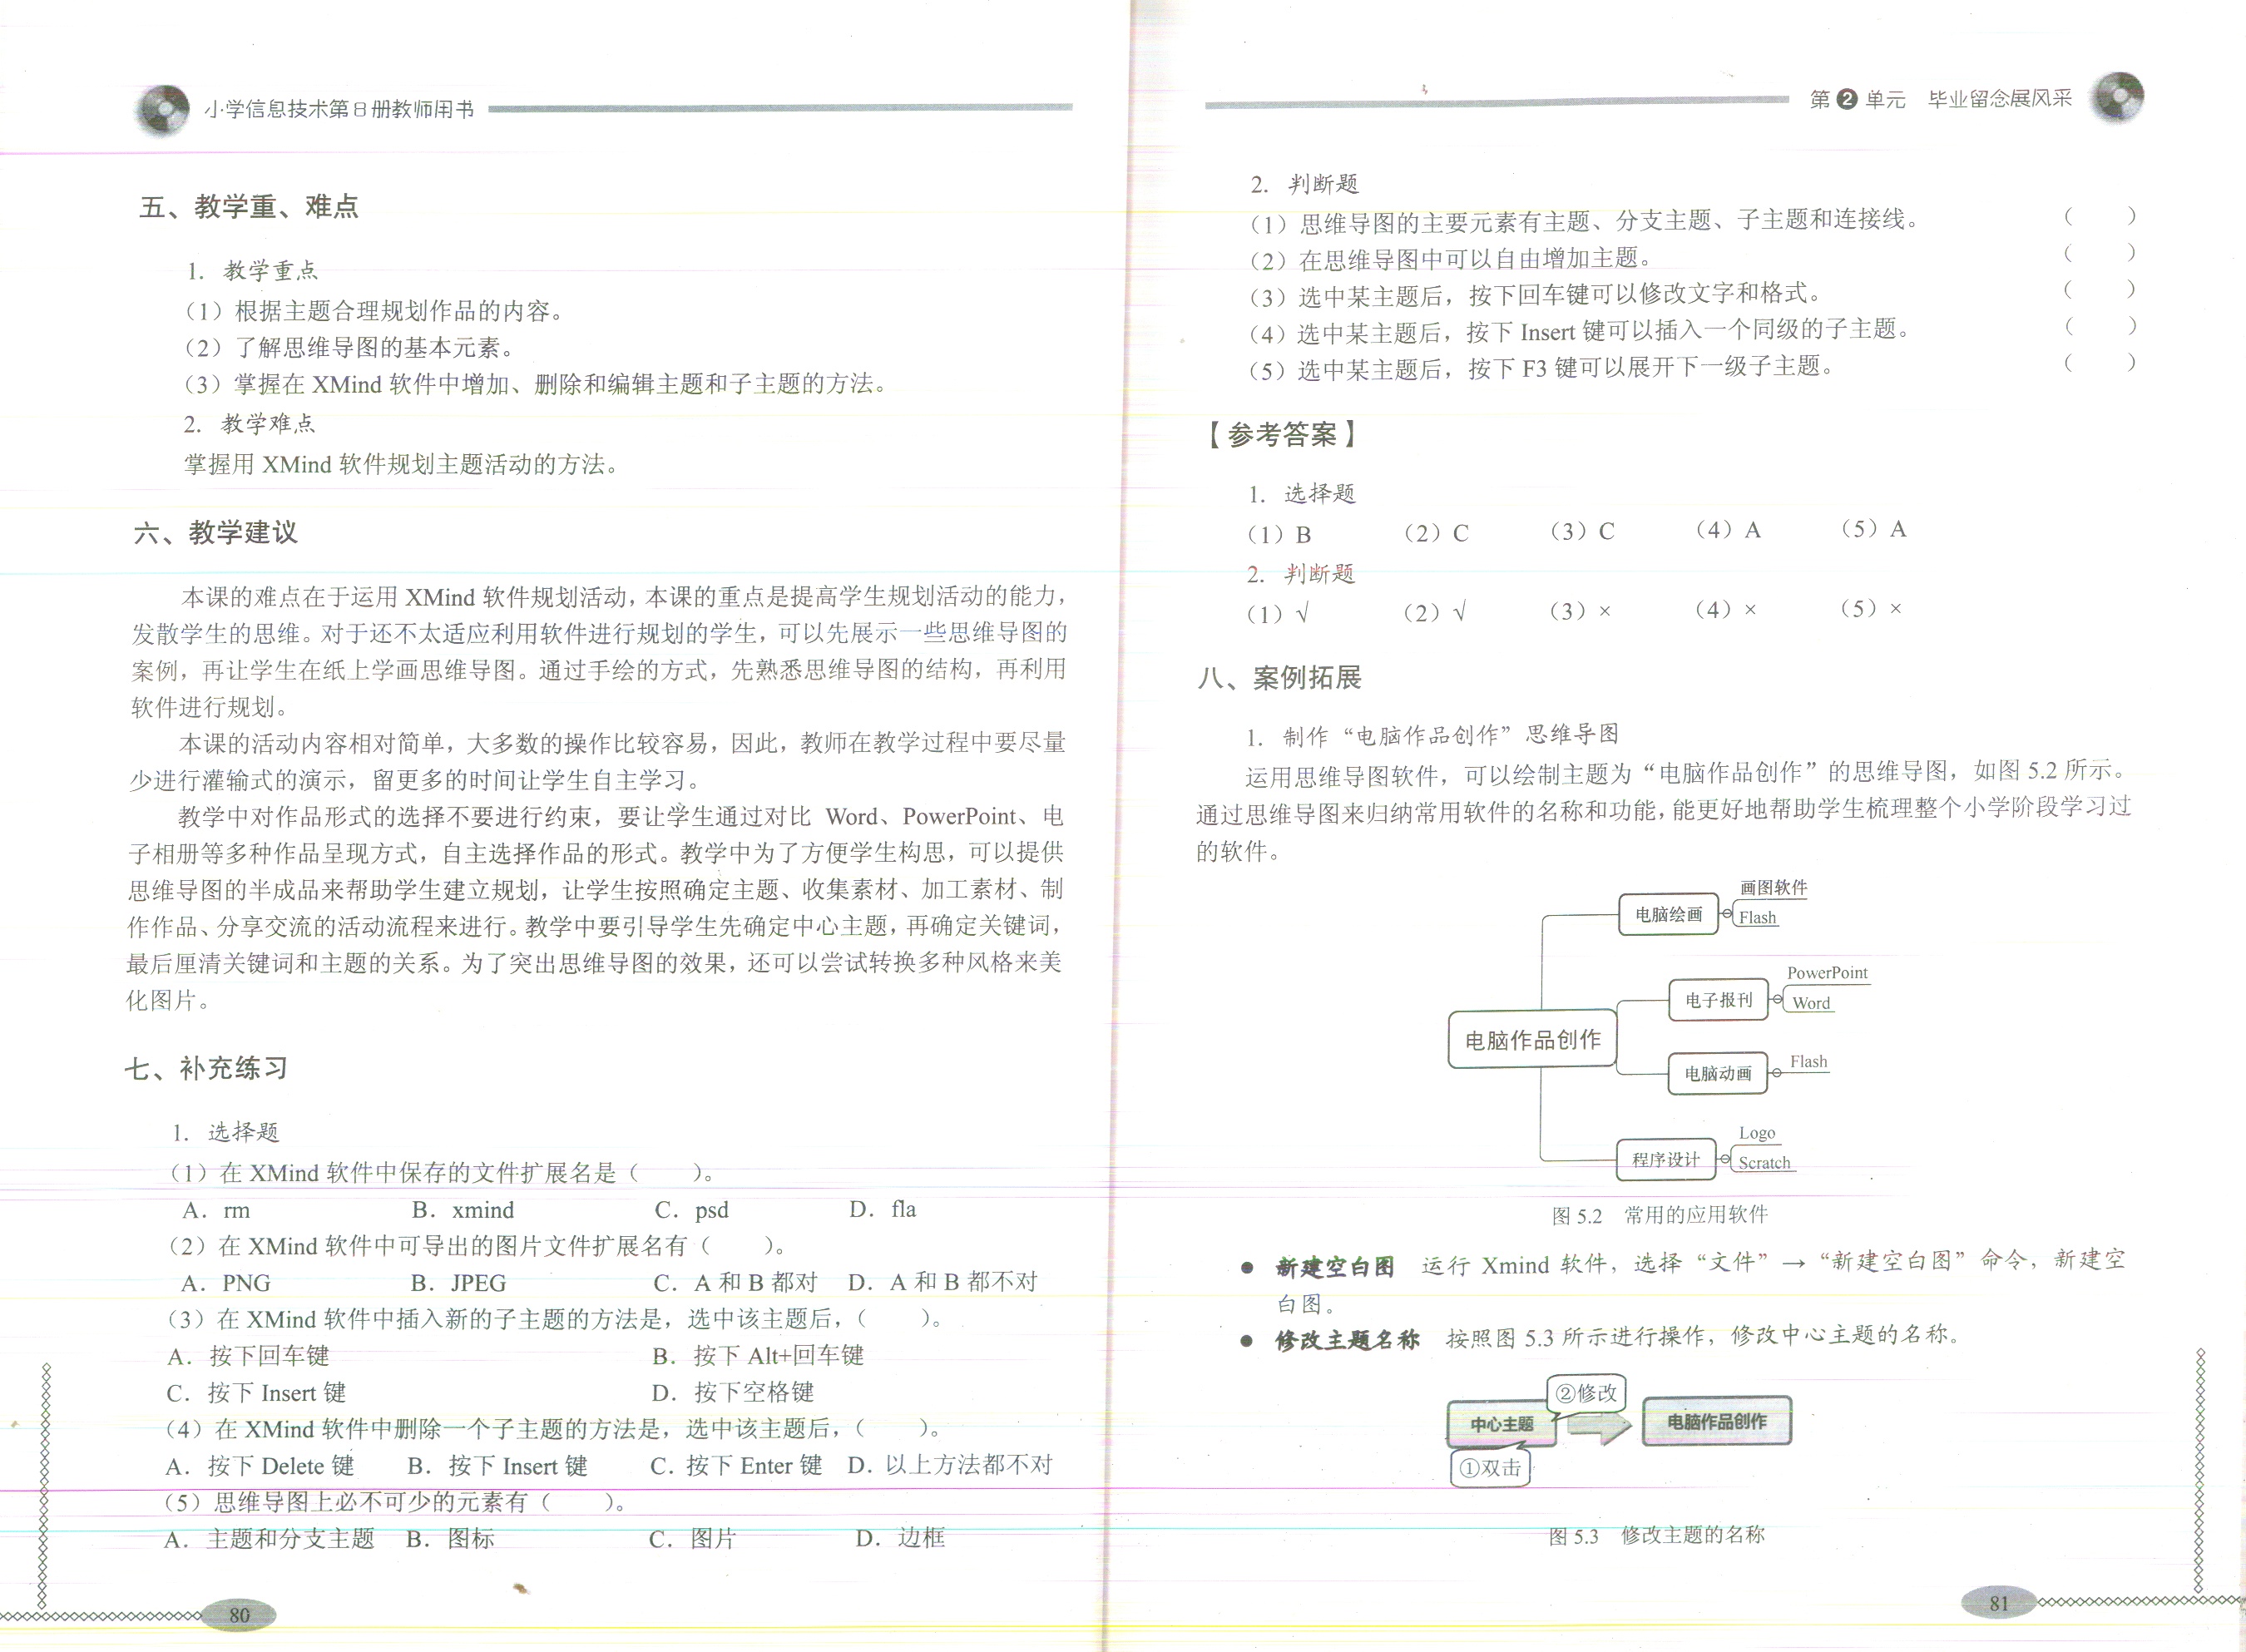 小学信息技术第8册教师用书
五、教学重、难点
1. 教学重点
（1）根据主题合理规划作品的内容。
（2）了解思维导图的基本元素。
（3）掌握在 XMind 软件中增加、删除和编辑主题和子主题的方法。
2. 教学难点
掌握用 XMind 软件规划主题活动的方法。
六、教学建议
本课的难点在于运用 XMind 软件规划活动，本课的重点是提高学生规划活动的能力，
发散学生的思维。对于还不太适应利用软件进行规划的学生，可以先展示一些思维导图的
案例，再让学生在纸上学画思维导图。通过手绘的方式，先熟悉思维导图的结构，再利用
软件进行规划。
本课的活动内容相对简单，大多数的操作比较容易，因此，教师在教学过程中要尽量
少进行灌输式的演示，留更多的时间让学生自主学习。
教学中对作品形式的选择不要进行约束，要让学生通过对比 Word、PowerPoint、电
子相册等多种作品呈现方式，自主选择作品的形式。教学中为了方便学生构思，可以提供
思维导图的半成品来帮助学生建立规划，让学生按照确定主题、收集素材、加工素材、制
作作品、分享交流的活动流程来进行。教学中要引导学生先确定中心主题，再确定关键词，
最后厘清关键词和主题的关系。为了突出思维导图的效果，还可以尝试转换多种风格来美
化图片。
七、补充练习
1. 选择题
（1）在 XMind 软件中保存的文件扩展名是（　　）。
A. rm　B. xmind　C. psd　D. fla
（2）在 XMind 软件中可导出的图片文件扩展名有（　　）。
A. PNG　B. JPEG　C. A 和 B 都对　D. A 和 B 都不对
（3）在 XMind 软件中插入新的子主题的方法是，选中该主题后，（　　）。
A. 按下回车键　B. 按下 Alt+回车键
C. 按下 Insert 键　D. 按下空格键
（4）在 XMind 软件中删除一个子主题的方法是，选中该主题后，（　　）。
A. 按下 Delete 键　B. 按下 Insert 键　C. 按下 Enter 键　D. 以上方法都不对
（5）思维导图上必不可少的元素有（　　）。
A. 主题和分支主题　B. 图标　C. 图片　D. 边框
80
第2单元　毕业留念展风采
2. 判断题
（1）思维导图的主要元素有主题、分支主题、子主题和连接线。（　　）
（2）在思维导图中可以自由增加主题。（　　）
（3）选中某主题后，按下回车键可以修改文字和格式。（　　）
（4）选中某主题后，按下 Insert 键可以插入一个同级的子主题。（　　）
（5）选中某主题后，按下 F3 键可以展开下一级子主题。（　　）
【参考答案】
1. 选择题
（1）B　（2）C　（3）C　（4）A　（5）A
2. 判断题
（1）√　（2）√　（3）×　（4）×　（5）×
八、案例拓展
1. 制作“电脑作品创作”思维导图
运用思维导图软件，可以绘制主题为“电脑作品创作”的思维导图，如图 5.2 所示。
通过思维导图来归纳常用软件的名称和功能，能更好地帮助学生梳理整个小学阶段学习过
的软件。
画图软件
电脑绘画
Flash
PowerPoint
电子报刊
Word
电脑作品创作
Flash
电脑动画
Logo
程序设计
Scratch
图 5.2　常用的应用软件
● 新建空白图　运行 Xmind 软件，选择“文件”→“新建空白图”命令，新建空
白图。
● 修改主题名称　按照图 5.3 所示进行操作，修改中心主题的名称。
②修改
中心主题　电脑作品创作
①双击
图 5.3　修改主题的名称
81